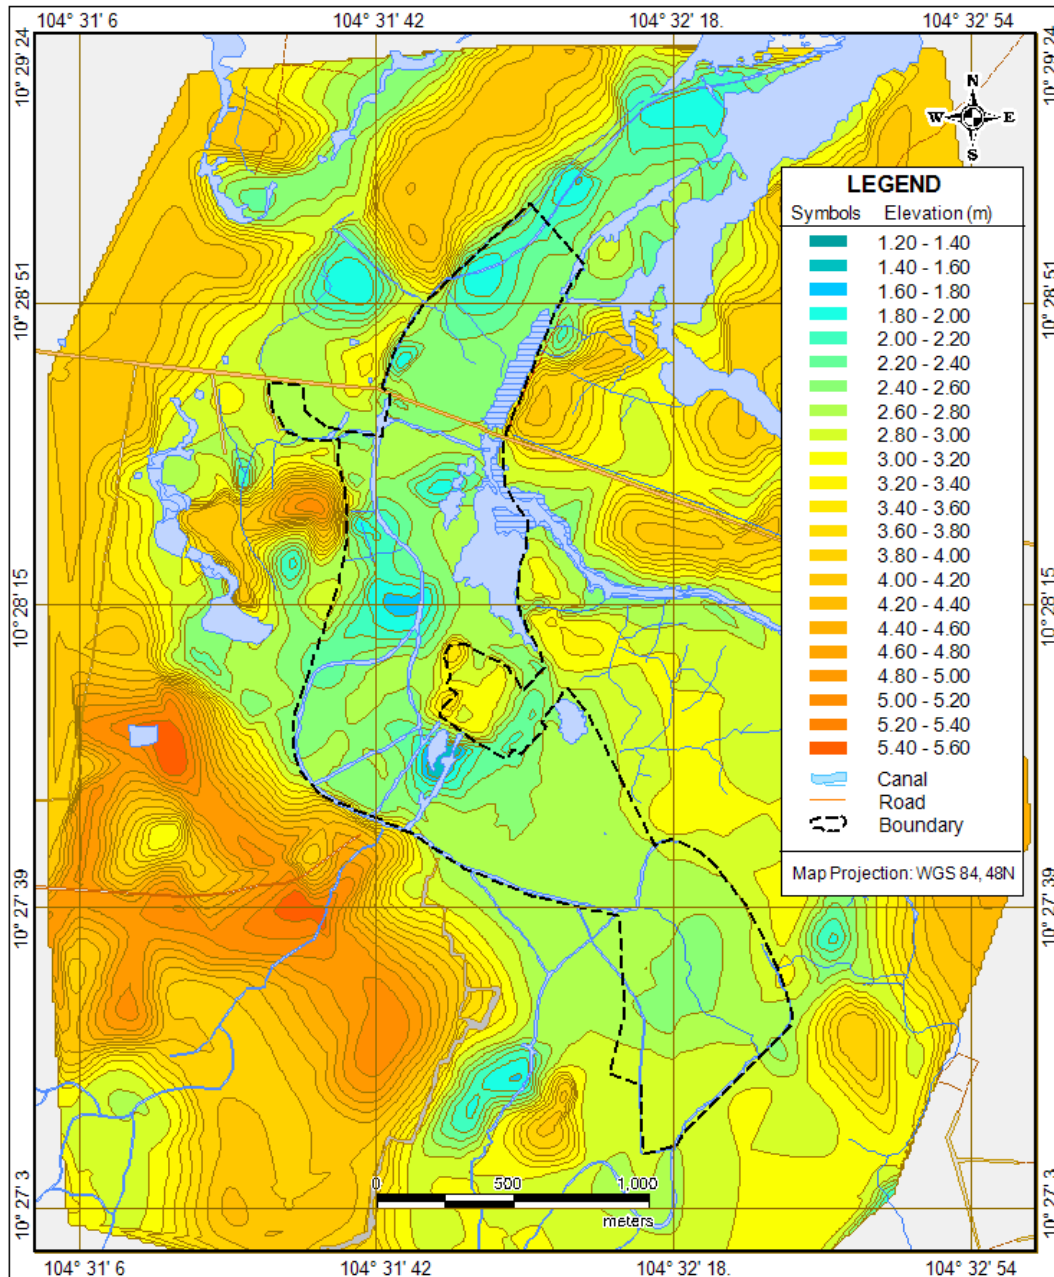 104° 31' 6 104° 31' 42 104° 32' 18. 104° 32' 54
10° 29' 24 10° 29' 24
N
W E
S
LEGEND
Symbols Elevation (m)
1.20 - 1.40
1.40 - 1.60
1.60 - 1.80
1.80 - 2.00
2.00 - 2.20
2.20 - 2.40
2.40 - 2.60
2.60 - 2.80
2.80 - 3.00
3.00 - 3.20
3.20 - 3.40
3.40 - 3.60
3.60 - 3.80
3.80 - 4.00
4.00 - 4.20
4.20 - 4.40
4.40 - 4.60
4.60 - 4.80
4.80 - 5.00
5.00 - 5.20
5.20 - 5.40
5.40 - 5.60
Canal
Road
Boundary
Map Projection: WGS 84, 48N
10° 28' 51 10° 28' 51
10° 28' 15 10° 28' 15
10° 27' 39 10° 27' 39
10° 27' 3 10° 27' 3
0 500 1,000
meters
104° 31' 6 104° 31' 42 104° 32' 18. 104° 32' 54